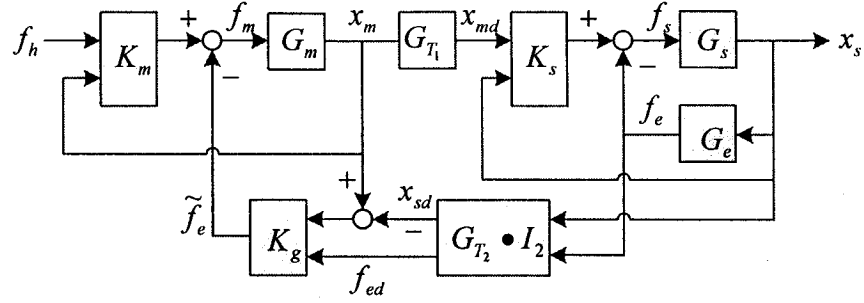 f_h
K_m
+
−
f_m
G_m
x_m
G_{T_1}
x_{md}
K_s
+
−
f_s
G_s
x_s
f_e
G_e
+
−
x_{sd}
\tilde{f}_e
K_g
f_{ed}
G_{T_2} • I_2